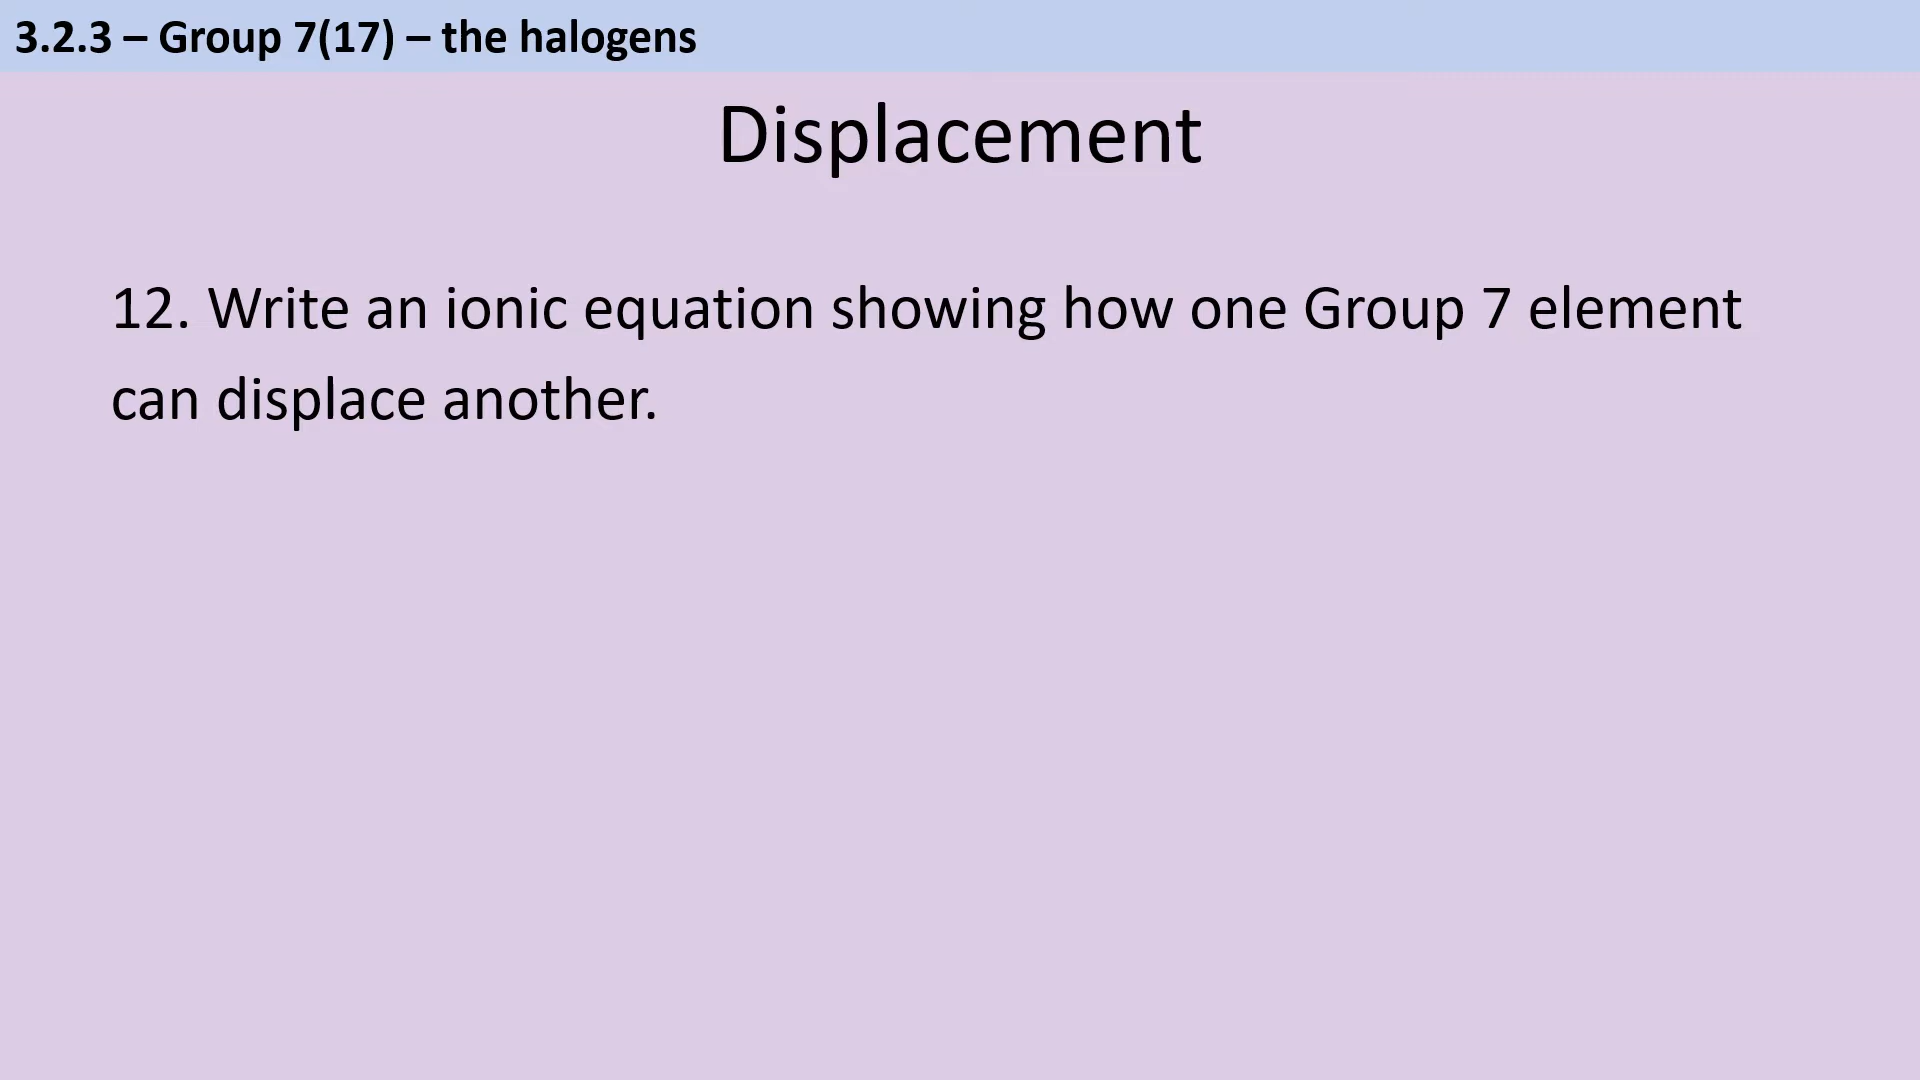 3.2.3 – Group 7(17) – the halogens
Displacement
12. Write an ionic equation showing how one Group 7 element
can displace another.